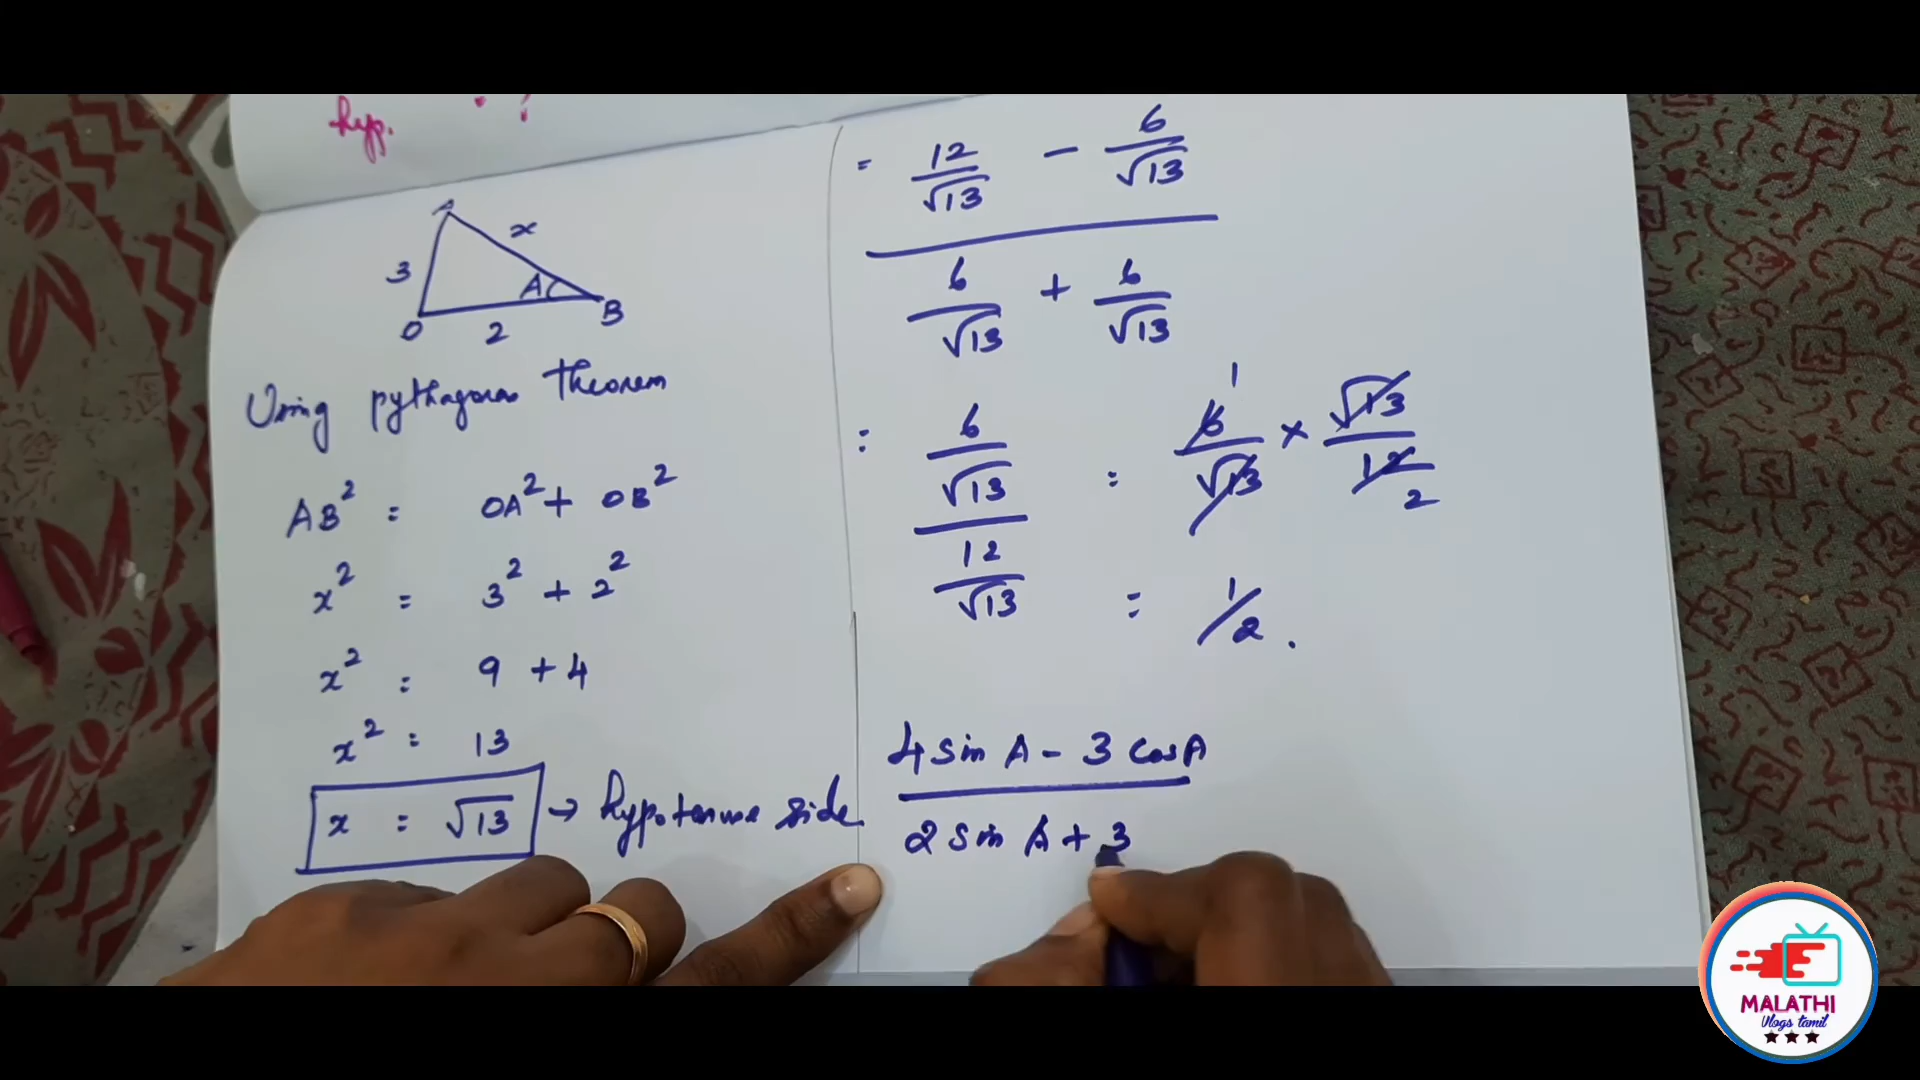 hyp. : ?
A
x
3
A
O
2
B
Using pythagoras theorem
AB² = OA² + OB²
x² = 3² + 2²
x² = 9 + 4
x² = 13
x = √13 → hypotenuse side
= 12/√13 − 6/√13
6/√13 + 6/√13
= 6/√13 = 6/√13 × √13/12
1
2
12/√13 = 1/2 .
4 sin A − 3 cos A
2 sin A + 3
MALATHI
Vlogs tamil